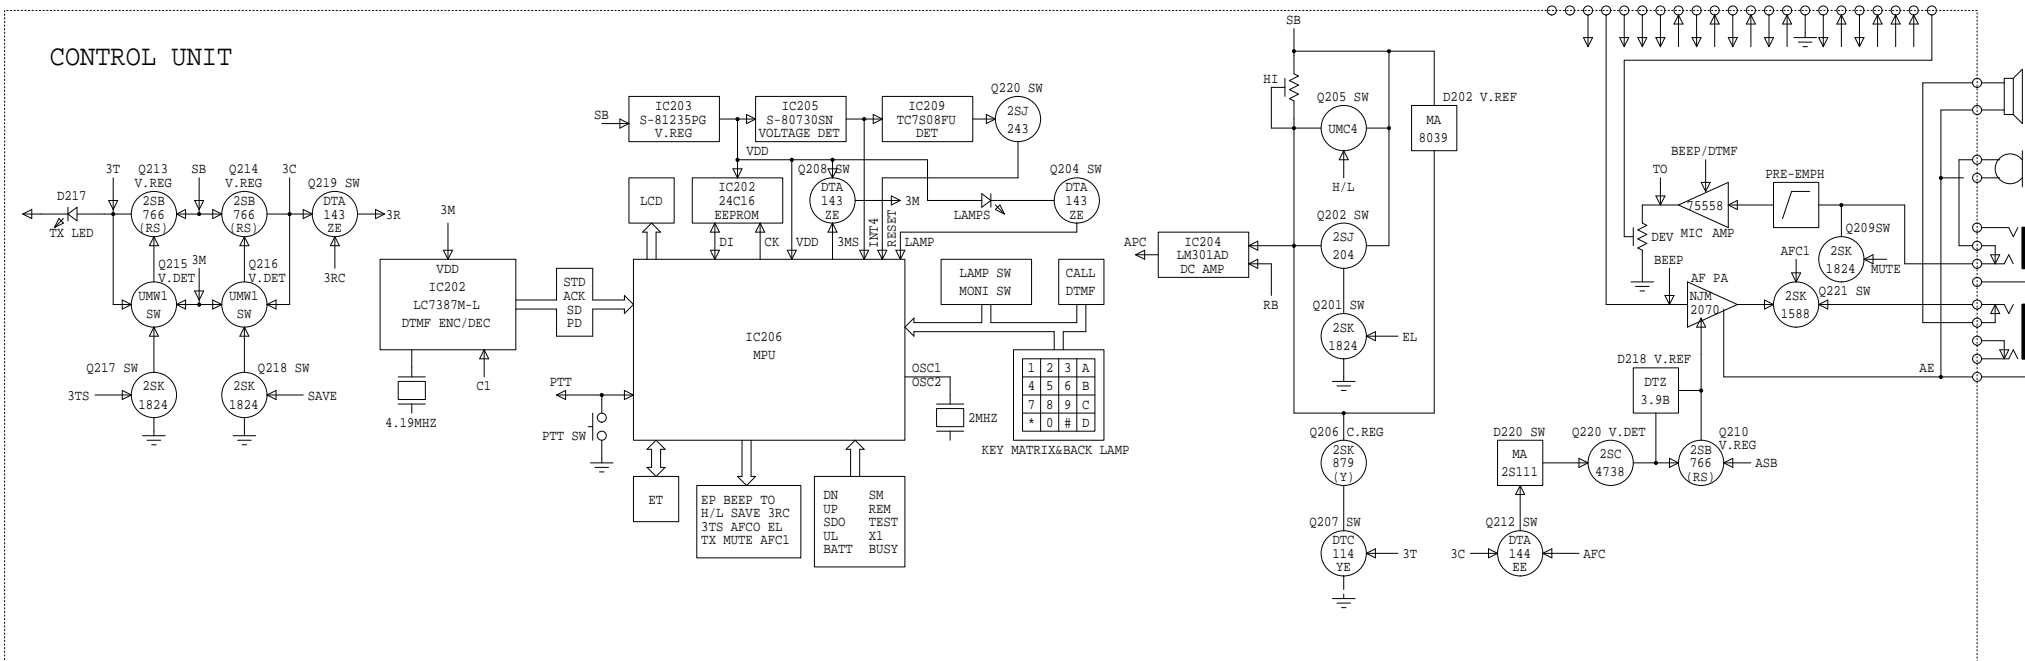 CONTROL UNIT
3T
Q213
V.REG
SB
Q214
V.REG
3C
Q219 SW
D217
TX LED
2SB
766
(RS)
2SB
766
(RS)
DTA
143
ZE
3R
3RC
Q215
V.DET
3M
Q216
V.DET
UMW1
SW
UMW1
SW
Q217 SW
Q218 SW
3TS
2SK
1824
2SK
1824
SAVE
3M
VDD
IC202
LC7387M-L
DTMF ENC/DEC
4.19MHZ
C1
STD
ACK
SD
PD
SB
IC203
S-81235PG
V.REG
IC205
S-80730SN
VOLTAGE DET
IC209
TC7S08FU
DET
Q220 SW
2SJ
243
VDD
LCD
IC202
24C16
EEPROM
Q208 SW
DTA
143
ZE
3M
LAMPS
Q204 SW
DTA
143
ZE
DI
CK
VDD
3MS
INT4
RESET
LAMP
IC206
MPU
LAMP SW
MONI SW
CALL
DTMF
OSC1
OSC2
2MHZ
1 2 3 A
4 5 6 B
7 8 9 C
* 0 # D
KEY MATRIX&BACK LAMP
PTT
PTT SW
ET
EP BEEP TO
H/L SAVE 3RC
3TS AFCO EL
TX MUTE AFC1
DN SM
UP REM
SDO TEST
UL X1
BATT BUSY
SB
HI
Q205 SW
UMC4
H/L
D202 V.REF
MA
8039
APC
IC204
LM301AD
DC AMP
RB
Q202 SW
2SJ
204
Q201 SW
2SK
1824
EL
Q206 C.REG
2SK
879
(Y)
Q207 SW
DTC
114
YE
3T
BEEP/DTMF
TO
PRE-EMPH
75558
MIC AMP
DEV
BEEP
Q209SW
2SK
1824
MUTE
AFC1
AF PA
NJM
2070
2SK
1588
Q221 SW
AE
D218 V.REF
DTZ
3.9B
D220 SW
MA
2S111
Q220 V.DET
2SC
4738
Q210
V.REG
2SB
766
(RS)
ASB
Q212 SW
3C
DTA
144
EE
AFC